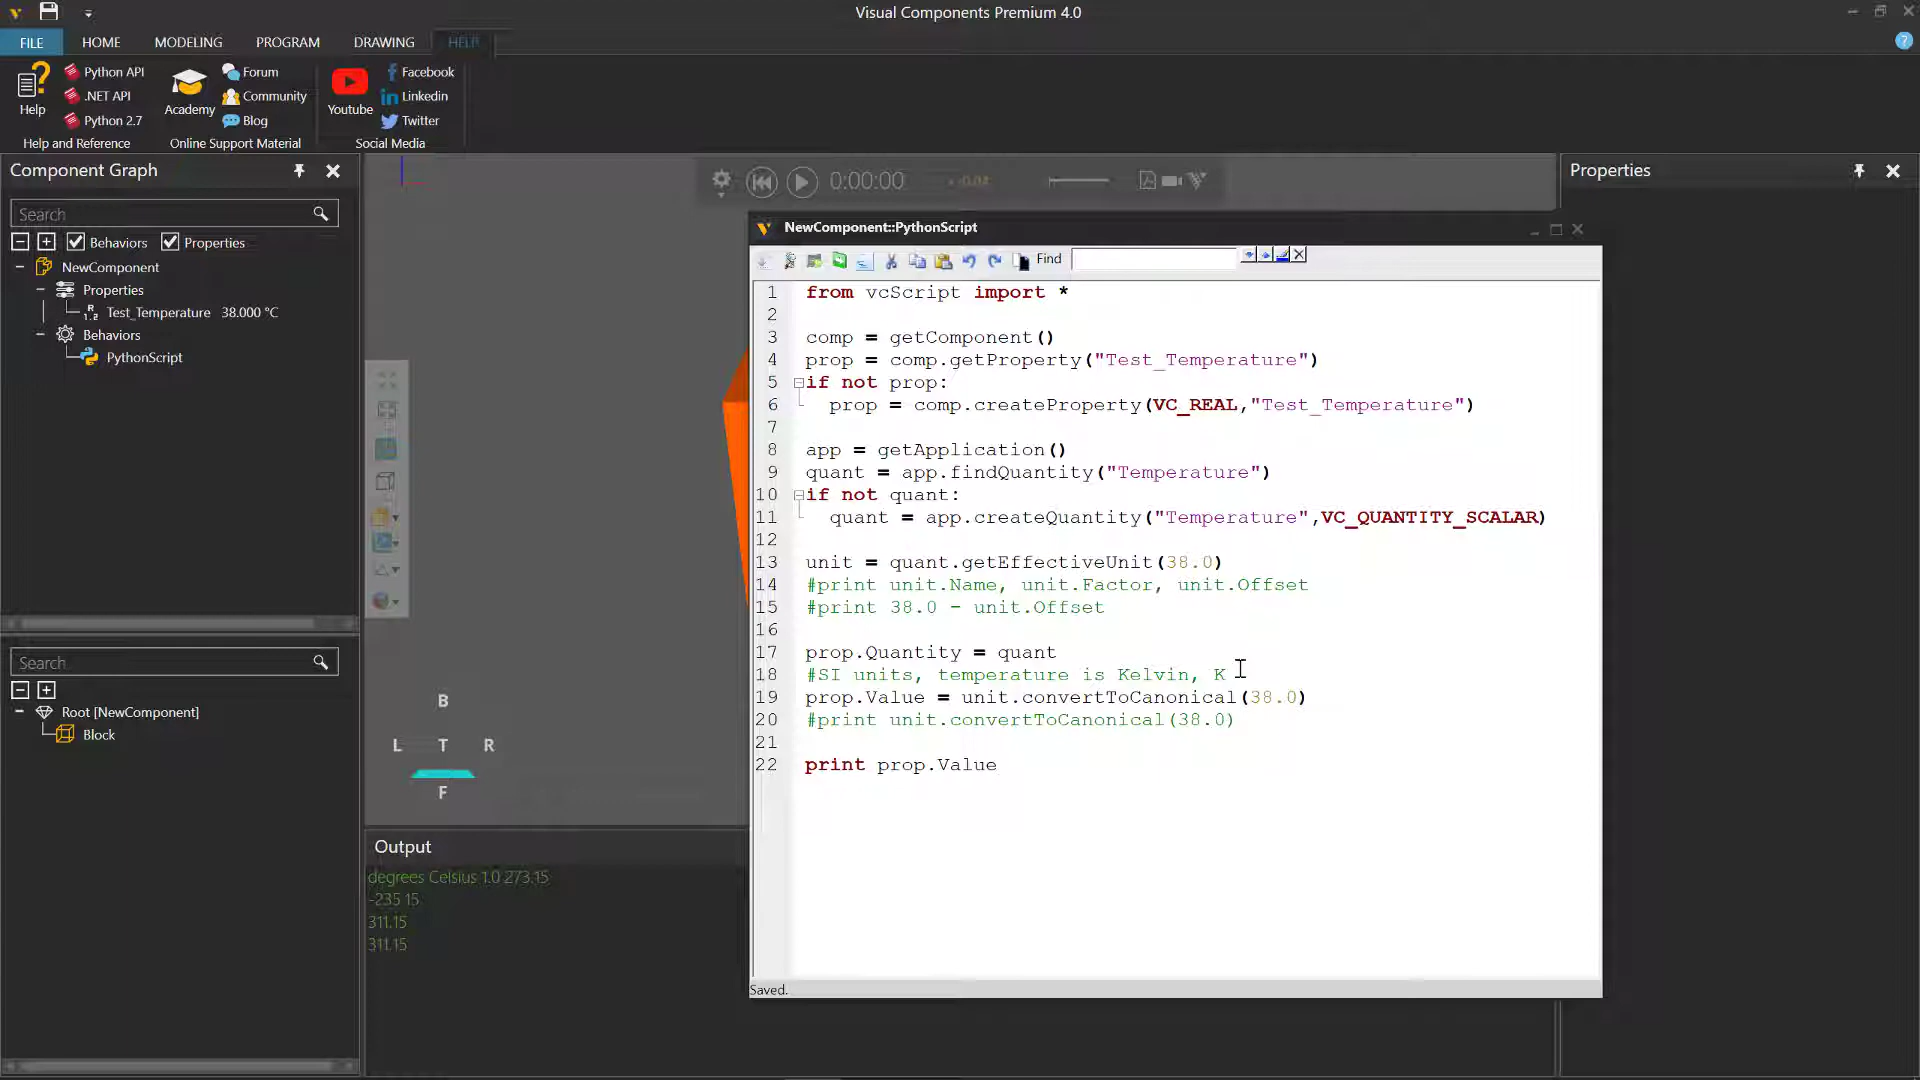 Visual Components Premium 4.0
FILE
HOME
MODELING
PROGRAM
DRAWING
HELP
Help
Python API
.NET API
Python 2.7
Help and Reference
Academy
Forum
Community
Blog
Online Support Material
Youtube
Facebook
Linkedin
Twitter
Social Media
Component Graph
Search
Behaviors
Properties
NewComponent
Properties
Test_Temperature 38.000 °C
Behaviors
PythonScript
Search
Root [NewComponent]
Block
0:00:00
B
L T R
F
Output
degrees Celsius 1.0 273.15
-235.15
311.15
311.15
Properties
NewComponent::PythonScript
Find
1 from vcScript import *
2
3 comp = getComponent()
4 prop = comp.getProperty("Test_Temperature")
5 if not prop:
6 prop = comp.createProperty(VC_REAL,"Test_Temperature")
7
8 app = getApplication()
9 quant = app.findQuantity("Temperature")
10 if not quant:
11 quant = app.createQuantity("Temperature",VC_QUANTITY_SCALAR)
12
13 unit = quant.getEffectiveUnit(38.0)
14 #print unit.Name, unit.Factor, unit.Offset
15 #print 38.0 - unit.Offset
16
17 prop.Quantity = quant
18 #SI units, temperature is Kelvin, K
19 prop.Value = unit.convertToCanonical(38.0)
20 #print unit.convertToCanonical(38.0)
21
22 print prop.Value
Saved.